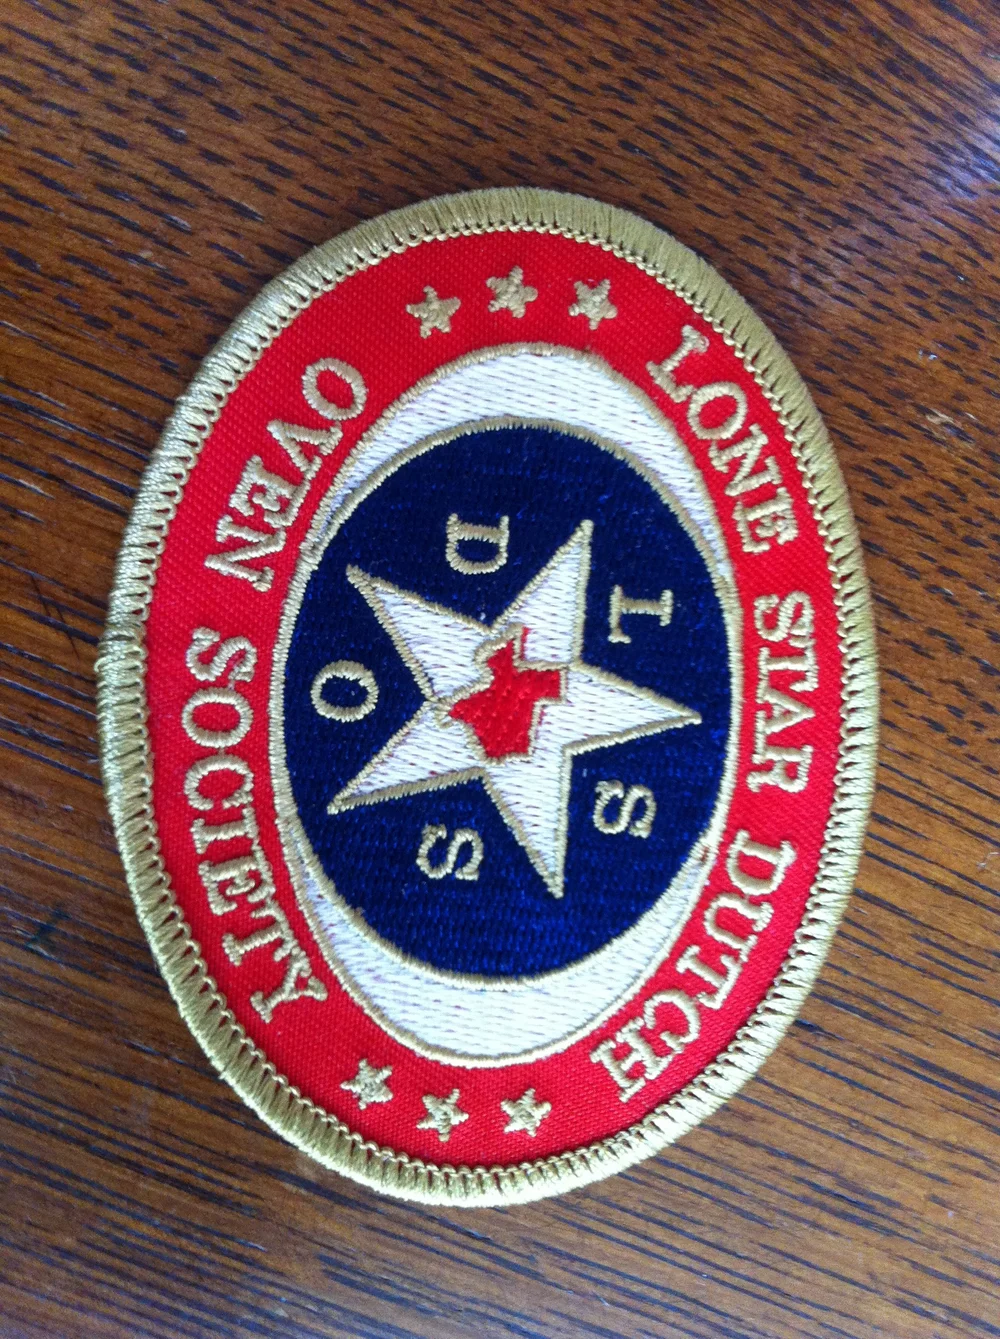 LONE STAR DUTCH
L S
D O S
OVEN SOCIETY